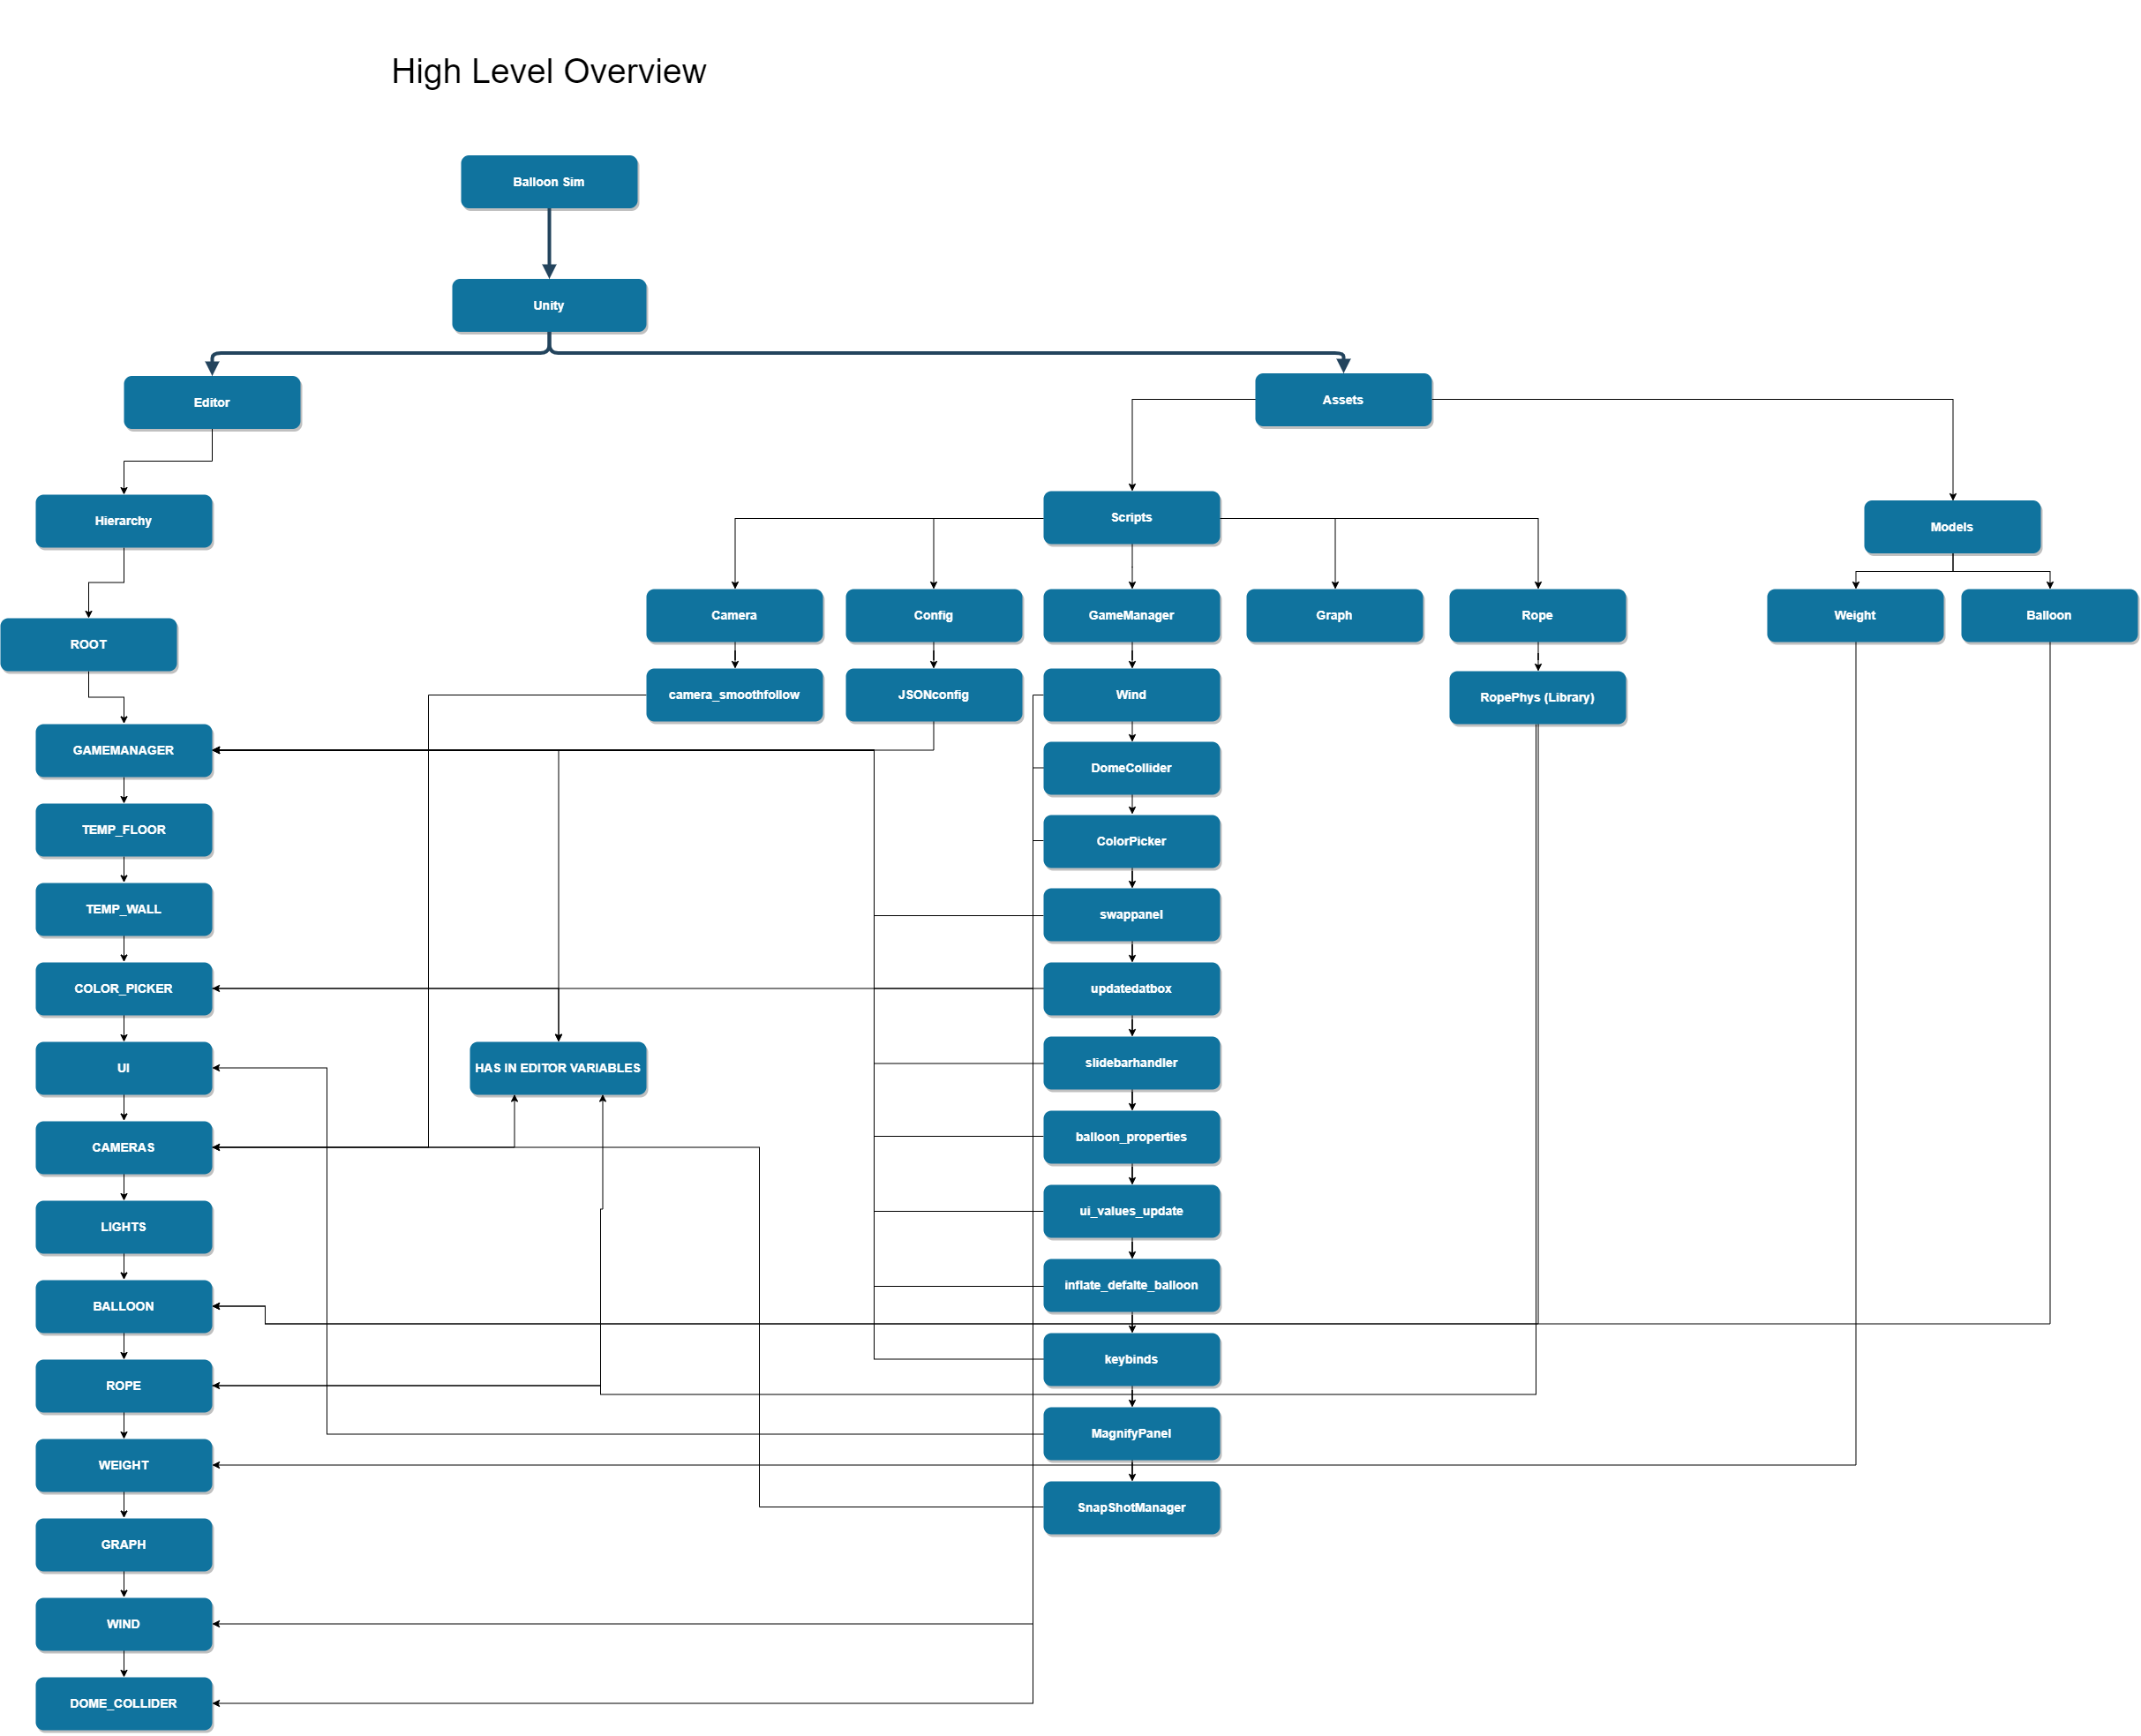 High Level Overview
Balloon Sim
Unity
Editor
Assets
Hierarchy
Scripts
Models
ROOT
Camera
Config
GameManager
Graph
Rope
Weight
Balloon
camera_smoothfollow
JSONconfig
Wind
RopePhys (Library)
GAMEMANAGER
DomeCollider
TEMP_FLOOR
ColorPicker
TEMP_WALL
swappanel
COLOR_PICKER
updatedatbox
UI
HAS IN EDITOR VARIABLES
slidebarhandler
CAMERAS
balloon_properties
LIGHTS
ui_values_update
BALLOON
inflate_defalte_balloon
ROPE
keybinds
WEIGHT
MagnifyPanel
GRAPH
SnapShotManager
WIND
DOME_COLLIDER